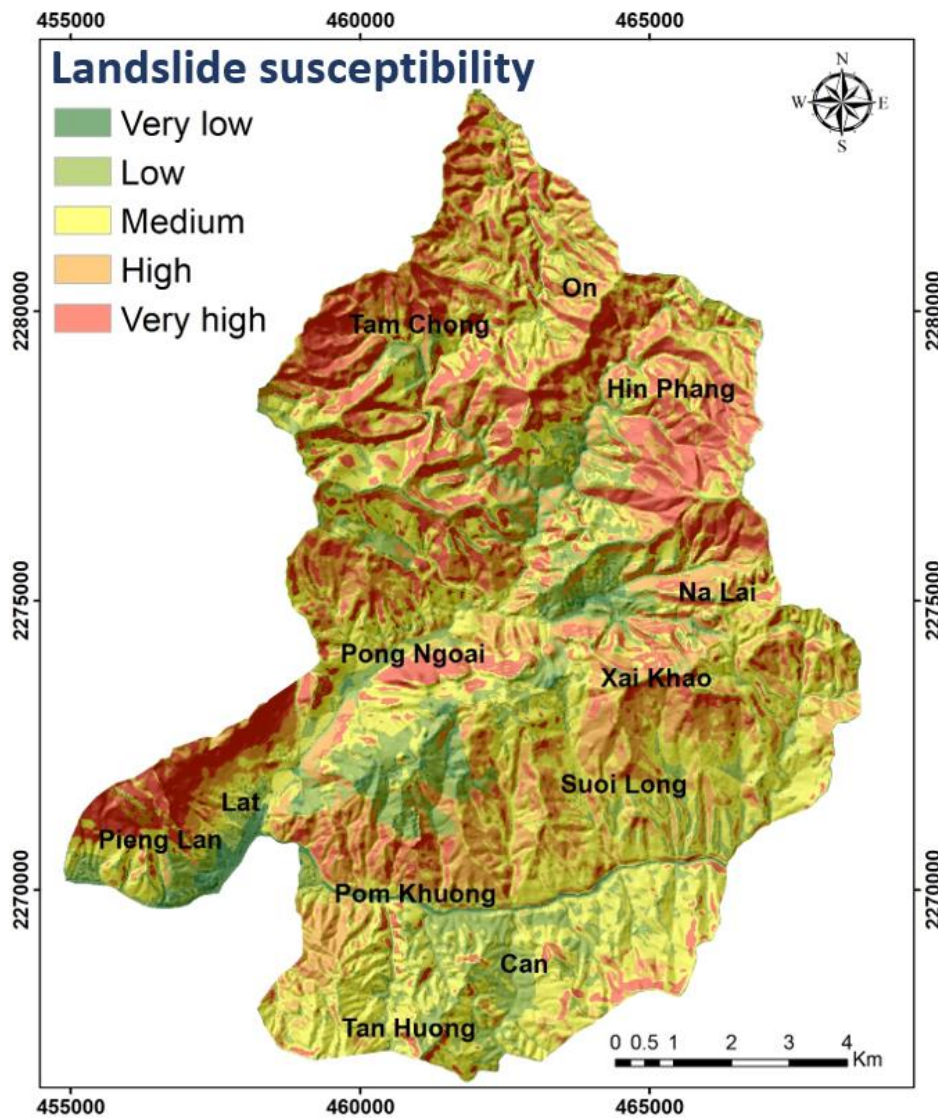 455000 460000 465000
Landslide susceptibility
Very low
Low
Medium
High
Very high
N
W E
S
On
2280000 2280000
Tam Chong
Hin Phang
2275000 2275000
Na Lai
Pong Ngoai
Xai Khao
Suoi Long
Lat
Pieng Lan
2270000 2270000
Pom Khuong
Can
Tan Huong
0 0.5 1 2 3 4
Km
455000 460000 465000